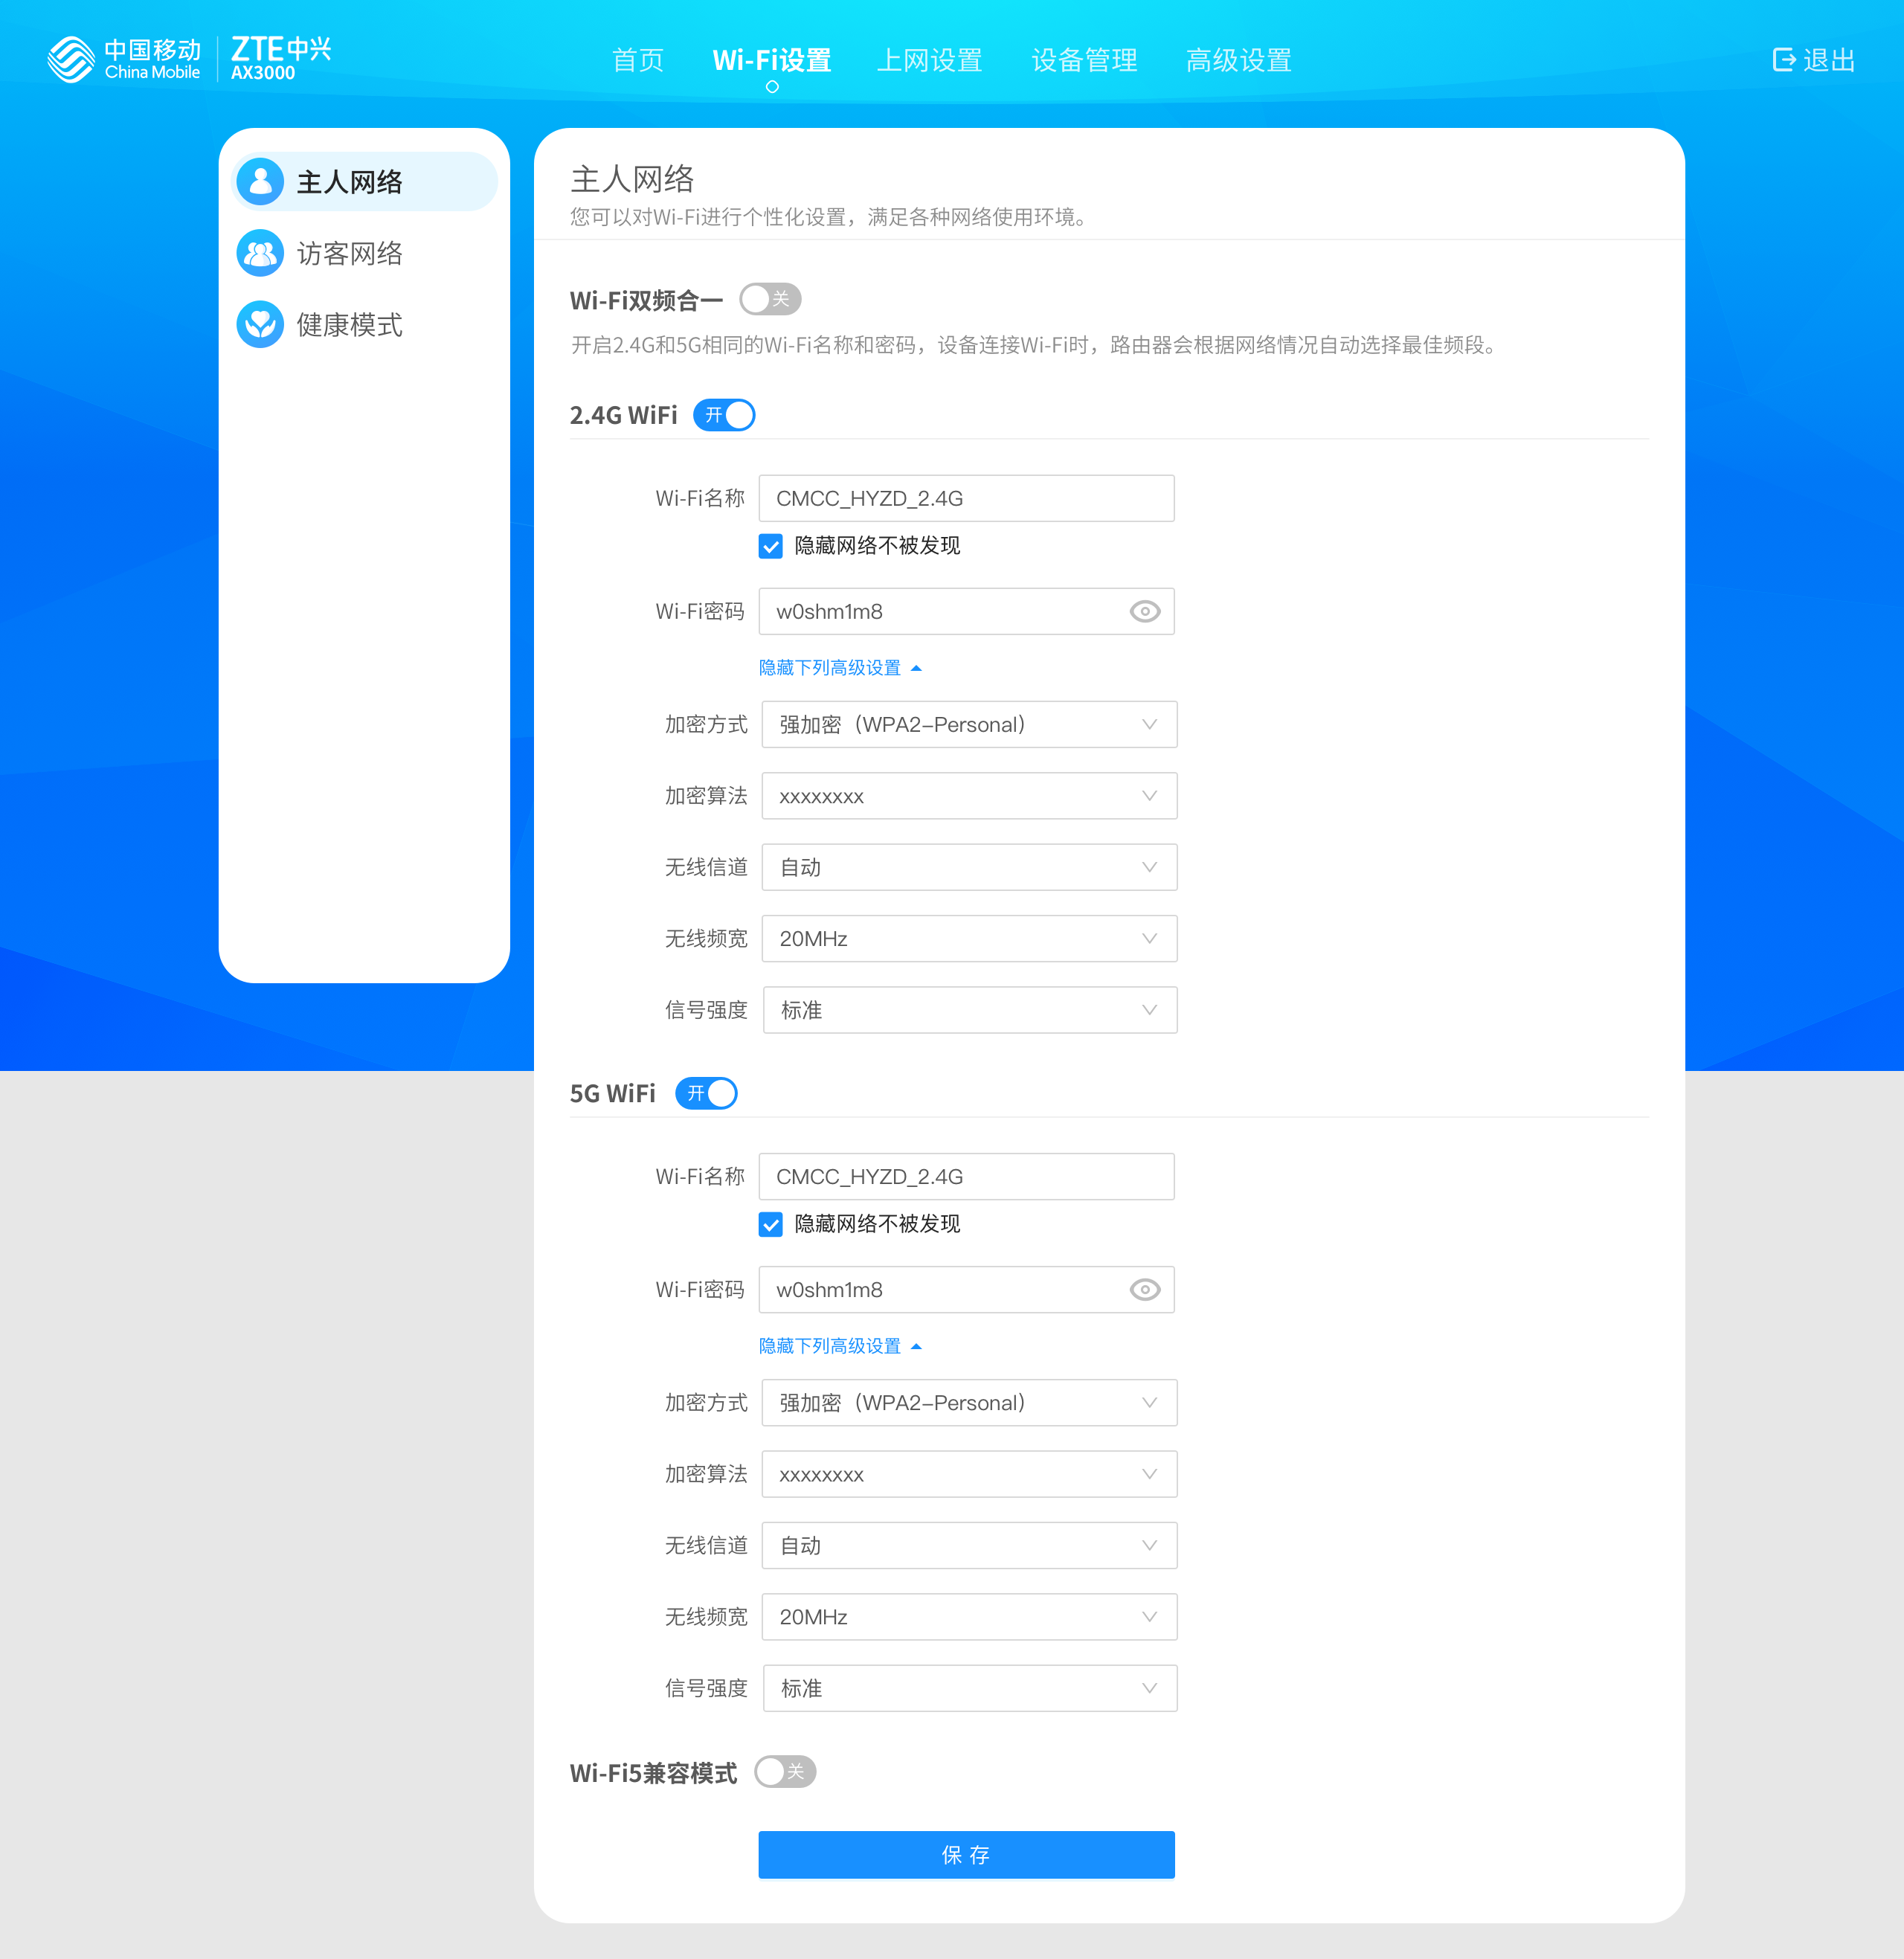 中国移动
China Mobile
ZTE中兴
AX3000
首页
Wi-Fi设置
上网设置
设备管理
高级设置
退出
主人网络
访客网络
健康模式
主人网络
您可以对Wi-Fi进行个性化设置，满足各种网络使用环境。
Wi-Fi双频合一 关
开启2.4G和5G相同的Wi-Fi名称和密码，设备连接Wi-Fi时，路由器会根据网络情况自动选择最佳频段。
2.4G WiFi 开
Wi-Fi名称 CMCC_HYZD_2.4G
隐藏网络不被发现
Wi-Fi密码 w0shm1m8
隐藏下列高级设置
加密方式 强加密（WPA2-Personal）
加密算法 xxxxxxxx
无线信道 自动
无线频宽 20MHz
信号强度 标准
5G WiFi 开
Wi-Fi名称 CMCC_HYZD_2.4G
隐藏网络不被发现
Wi-Fi密码 w0shm1m8
隐藏下列高级设置
加密方式 强加密（WPA2-Personal）
加密算法 xxxxxxxx
无线信道 自动
无线频宽 20MHz
信号强度 标准
Wi-Fi5兼容模式 关
保 存